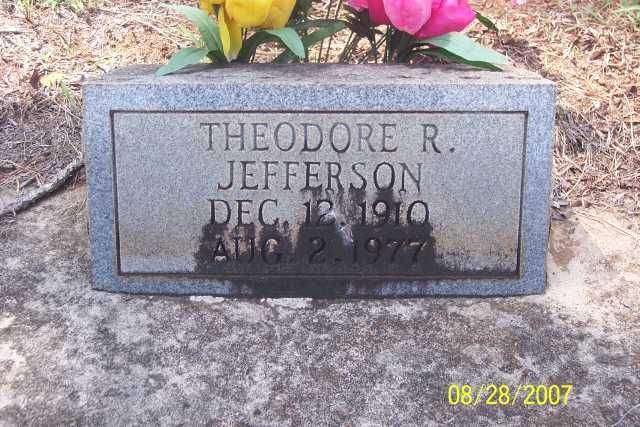 THEODORE R.
JEFFERSON
DEC. 12, 1910
AUG 2, 1977
08/28/2007